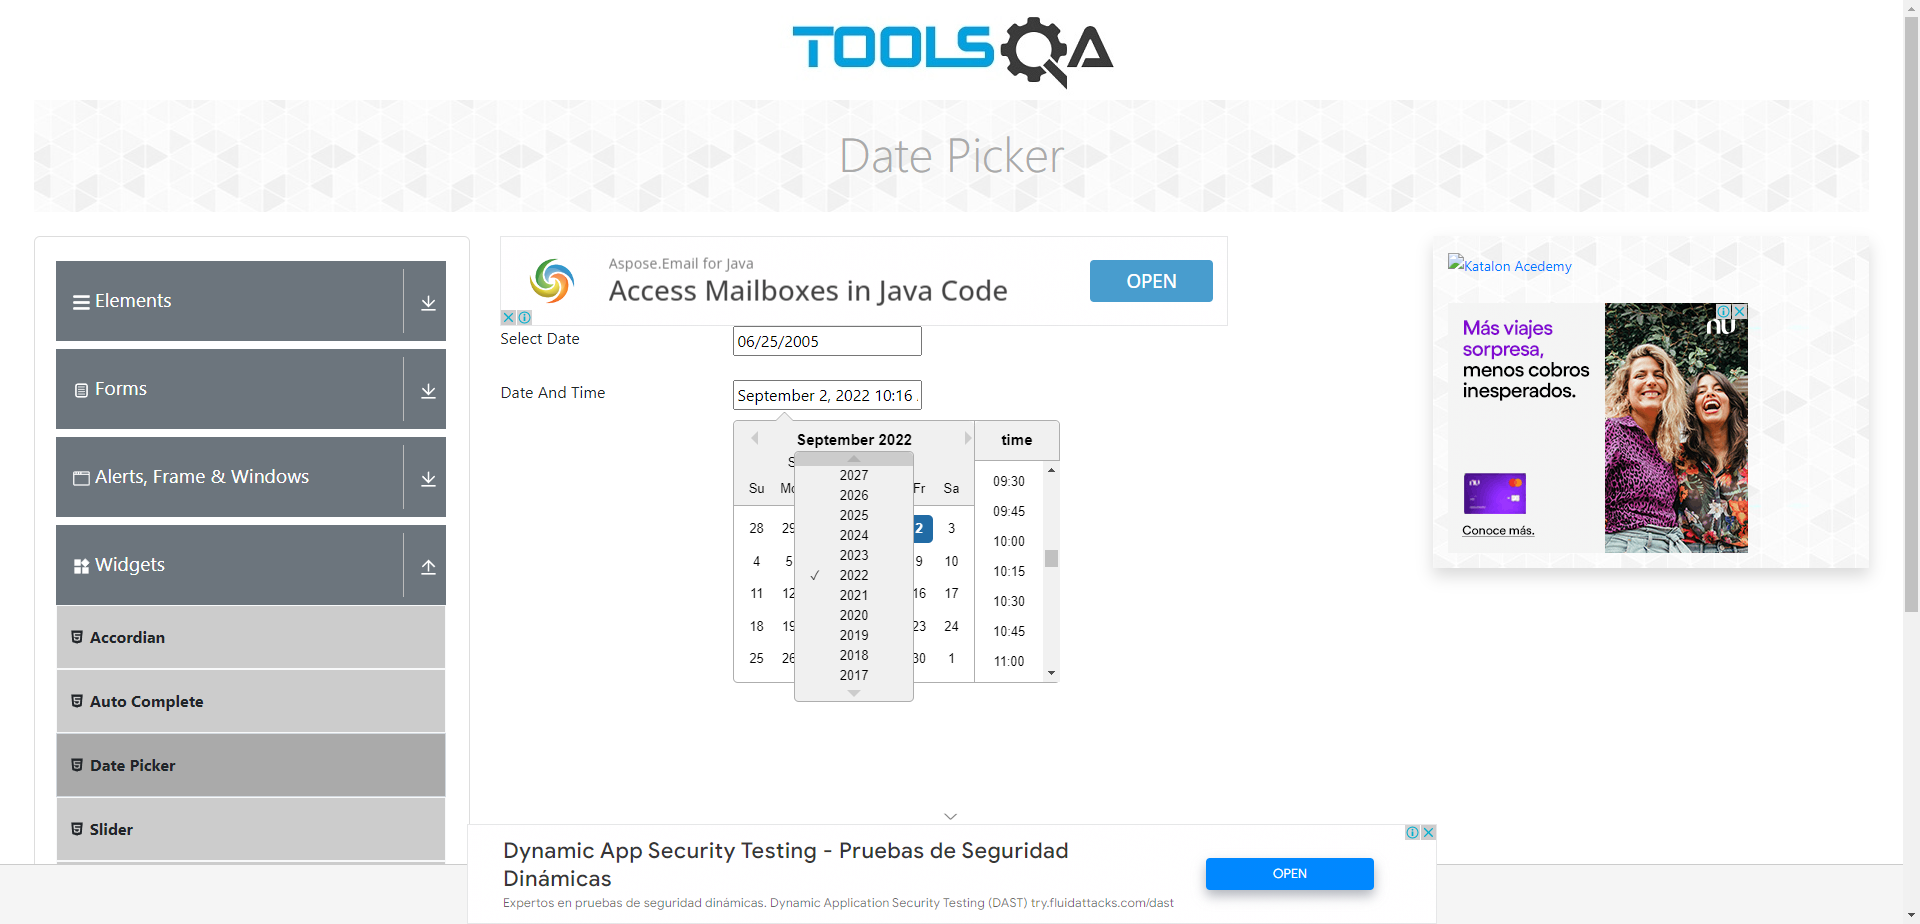 TOOLSQA
Date Picker
Elements
Forms
Alerts, Frame & Windows
Widgets
Accordian
Auto Complete
Date Picker
Slider
Aspose.Email for Java
Access Mailboxes in Java Code
OPEN
Select Date
06/25/2005
Date And Time
September 2, 2022 10:16
September 2022
time
S
2027
2026
2025
2024
2023
✓ 2022
2021
2020
2019
2018
2017
Su Mo Fr Sa
28 29 2 3
4 5 9 10
11 12 16 17
18 19 23 24
25 26 30 1
09:30
09:45
10:00
10:15
10:30
10:45
11:00
Katalon Acedemy
Más viajes
sorpresa,
menos cobros
inesperados.
nu
nu
Conoce más.
Dynamic App Security Testing - Pruebas de Seguridad
Dinámicas
Expertos en pruebas de seguridad dinámicas. Dynamic Application Security Testing (DAST) try.fluidattacks.com/dast
OPEN